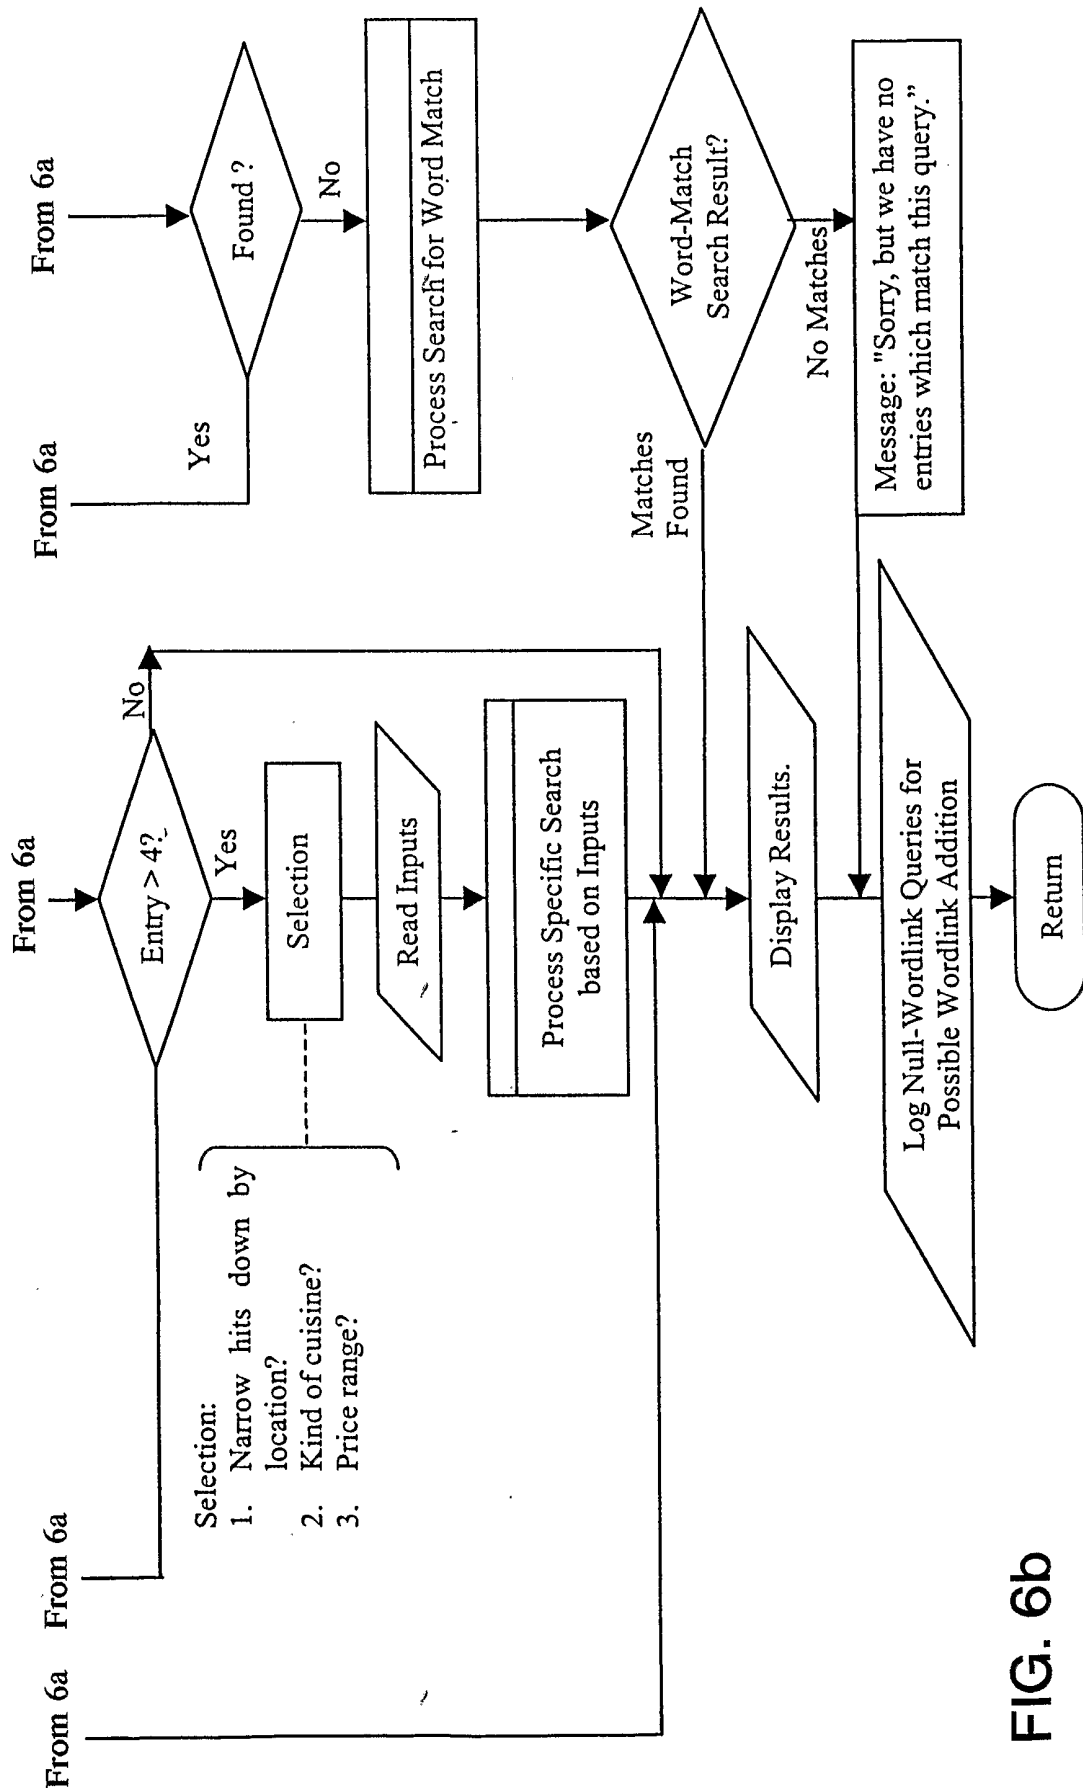 From 6a
From 6a
From 6a
From 6a
From 6a
Entry > 4?
No
Yes
Selection
Selection:
1. Narrow hits down by
location?
2. Kind of cuisine?
3. Price range?
Read Inputs
Process Specific Search
based on Inputs
Found ?
Yes
No
Process Search for Word Match
Word-Match
Search Result?
Matches
Found
No Matches
Message: "Sorry, but we have no
entries which match this query.”
Display Results.
Log Null-Wordlink Queries for
Possible Wordlink Addition
Return
FIG. 6b